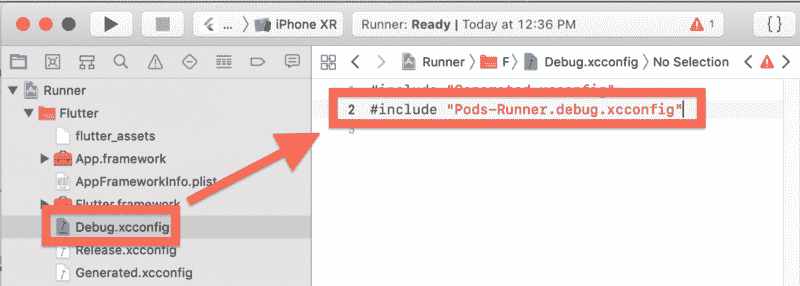 ... iPhone XR
Runner: Ready | Today at 12:36 PM
1
{}
Runner
F
Debug.xcconfig
No Selection
Runner
Flutter
flutter_assets
App.framework
AppFrameworkInfo.plist
Flutter.framework
Debug.xcconfig
Release.xcconfig
Generated.xcconfig
1 #include "Generated.xcconfig"
2 #include "Pods-Runner.debug.xcconfig"
3